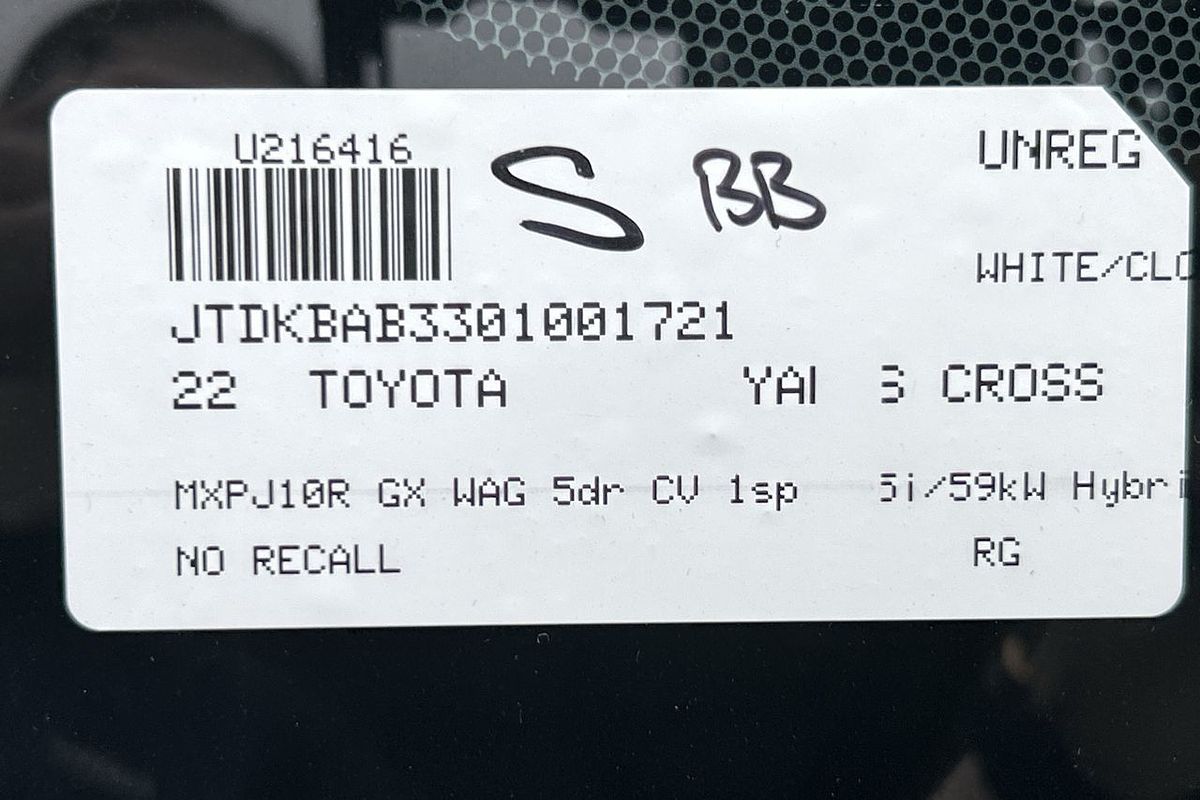 U216416
S BB
UNREG
WHITE/CLO
JTDKBAB3301001721
22 TOYOTA YAI S CROSS
MXPJ10R GX WAG 5dr CV 1sp 5i/59kW Hybri
NO RECALL RG